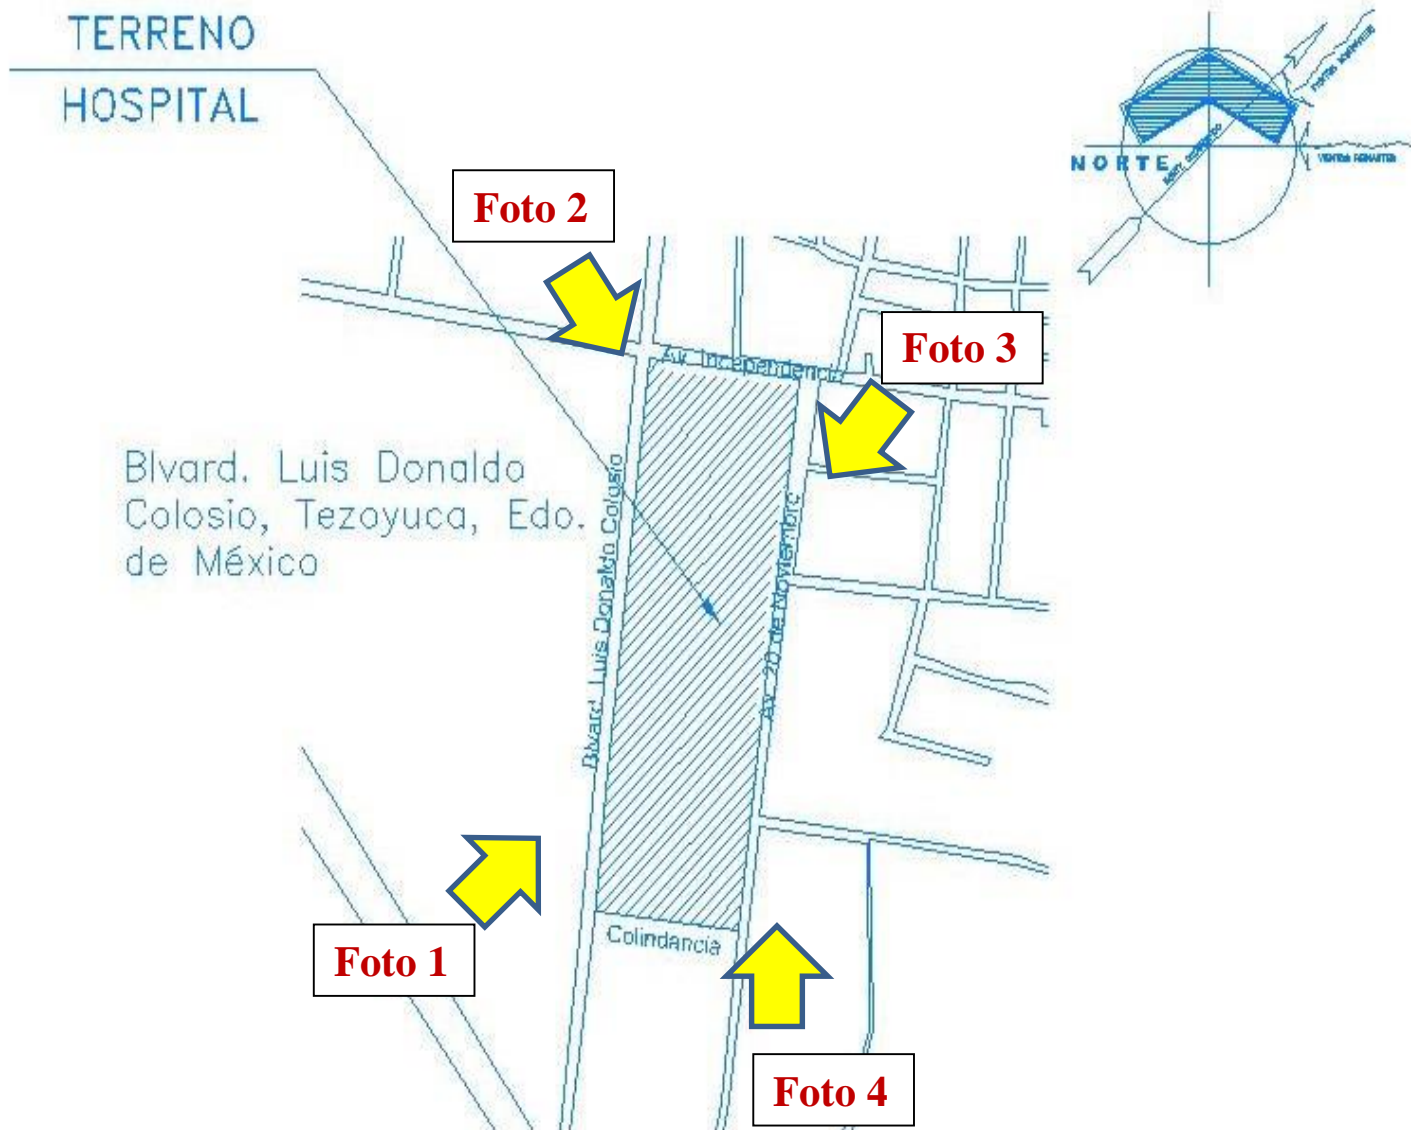 TERRENO
HOSPITAL
NORTE
Foto 2
Foto 3
Av. Independencia
Blvard. Luis Donaldo
Colosio, Tezoyuca, Edo.
de México
Blvard. Luis Donaldo Colosio
Av. 20 de Noviembre
Foto 1
Colindancia
Foto 4